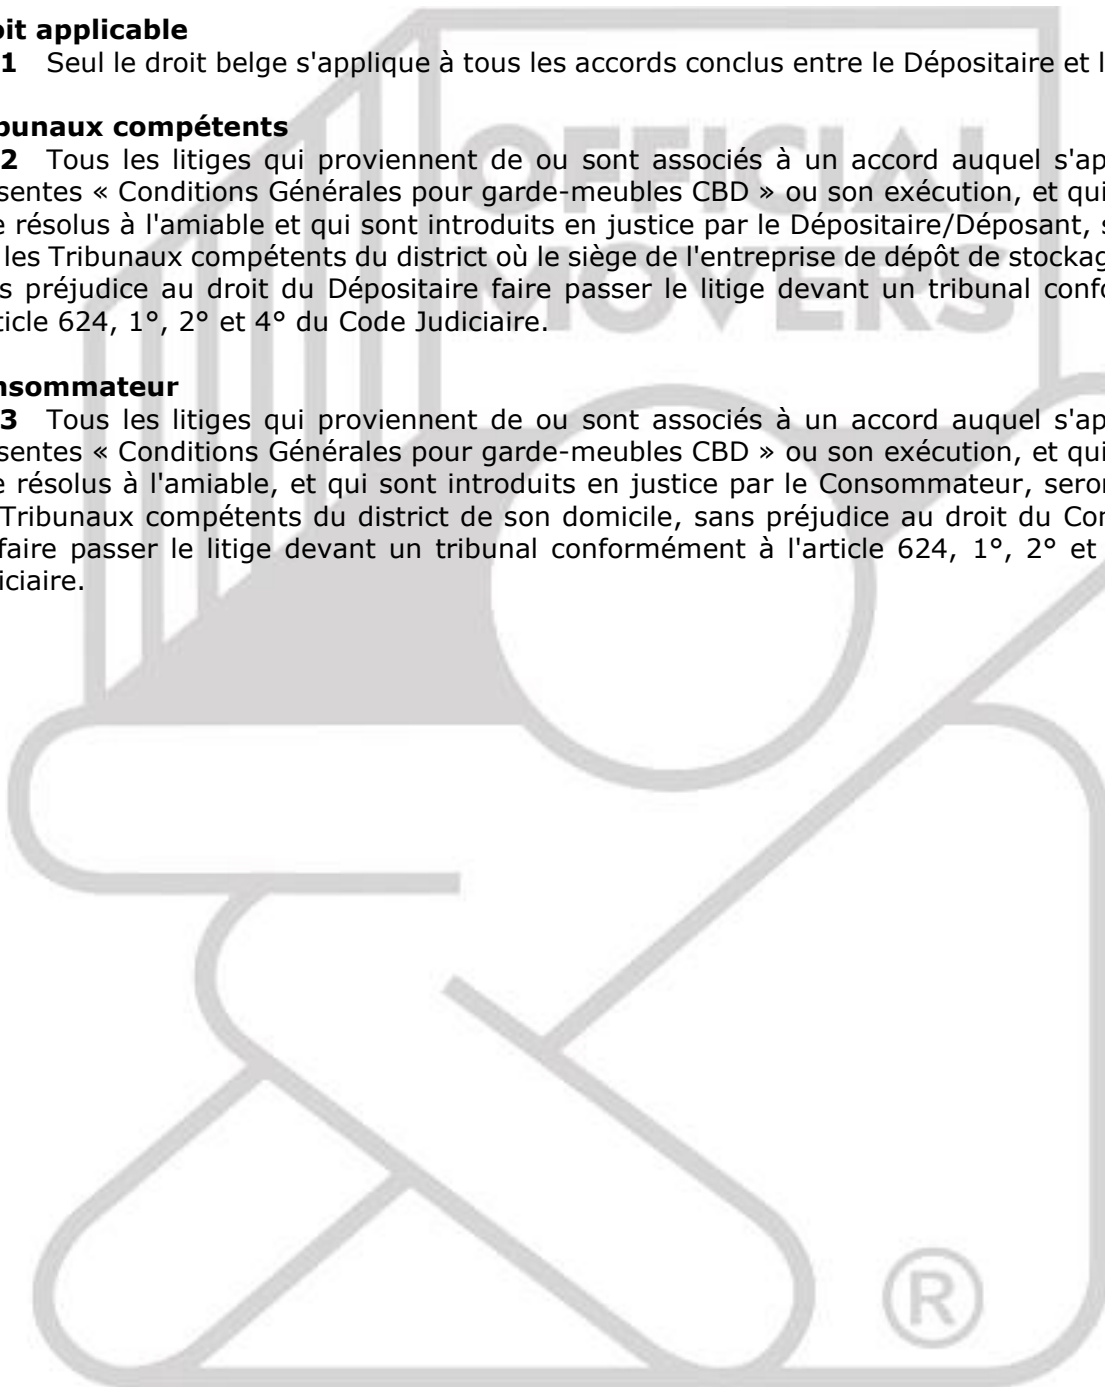 oit applicable
1 Seul le droit belge s'applique à tous les accords conclus entre le Dépositaire et l
bunaux compétents
2 Tous les litiges qui proviennent de ou sont associés à un accord auquel s'ap
sentes « Conditions Générales pour garde-meubles CBD » ou son exécution, et qui
e résolus à l'amiable et qui sont introduits en justice par le Dépositaire/Déposant, s
les Tribunaux compétents du district où le siège de l'entreprise de dépôt de stockag
s préjudice au droit du Dépositaire faire passer le litige devant un tribunal confo
ticle 624, 1°, 2° et 4° du Code Judiciaire.
nsommateur
3 Tous les litiges qui proviennent de ou sont associés à un accord auquel s'ap
sentes « Conditions Générales pour garde-meubles CBD » ou son exécution, et qui
e résolus à l'amiable, et qui sont introduits en justice par le Consommateur, seron
Tribunaux compétents du district de son domicile, sans préjudice au droit du Con
faire passer le litige devant un tribunal conformément à l'article 624, 1°, 2° et
iciaire.
OFFICIAL
MOVERS
®